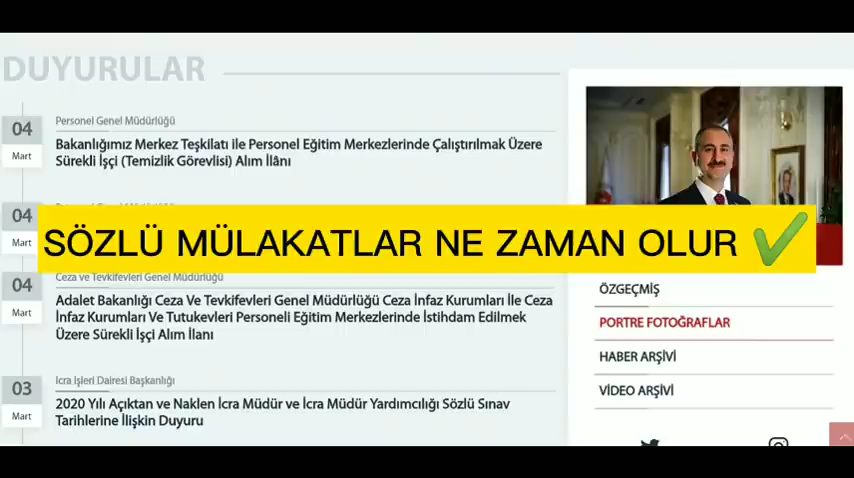 DUYURULAR
04
Mart
Personel Genel Müdürlüğü
Bakanlığımız Merkez Teşkilatı ile Personel Eğitim Merkezlerinde Çalıştırılmak Üzere
Sürekli İşçi (Temizlik Görevlisi) Alım İlânı
04
Mart
SÖZLÜ MÜLAKATLAR NE ZAMAN OLUR ✅
04
Mart
Ceza ve Tevkifevleri Genel Müdürlüğü
Adalet Bakanlığı Ceza Ve Tevkifevleri Genel Müdürlüğü Ceza İnfaz Kurumları İle Ceza
İnfaz Kurumları Ve Tutukevleri Personeli Eğitim Merkezlerinde İstihdam Edilmek
Üzere Sürekli İşçi Alım İlanı
03
Mart
İcra İşleri Dairesi Başkanlığı
2020 Yılı Açıktan ve Naklen İcra Müdür ve İcra Müdür Yardımcılığı Sözlü Sınav
Tarihlerine İlişkin Duyuru
ÖZGEÇMİŞ
PORTRE FOTOĞRAFLAR
HABER ARŞİVİ
VİDEO ARŞİVİ